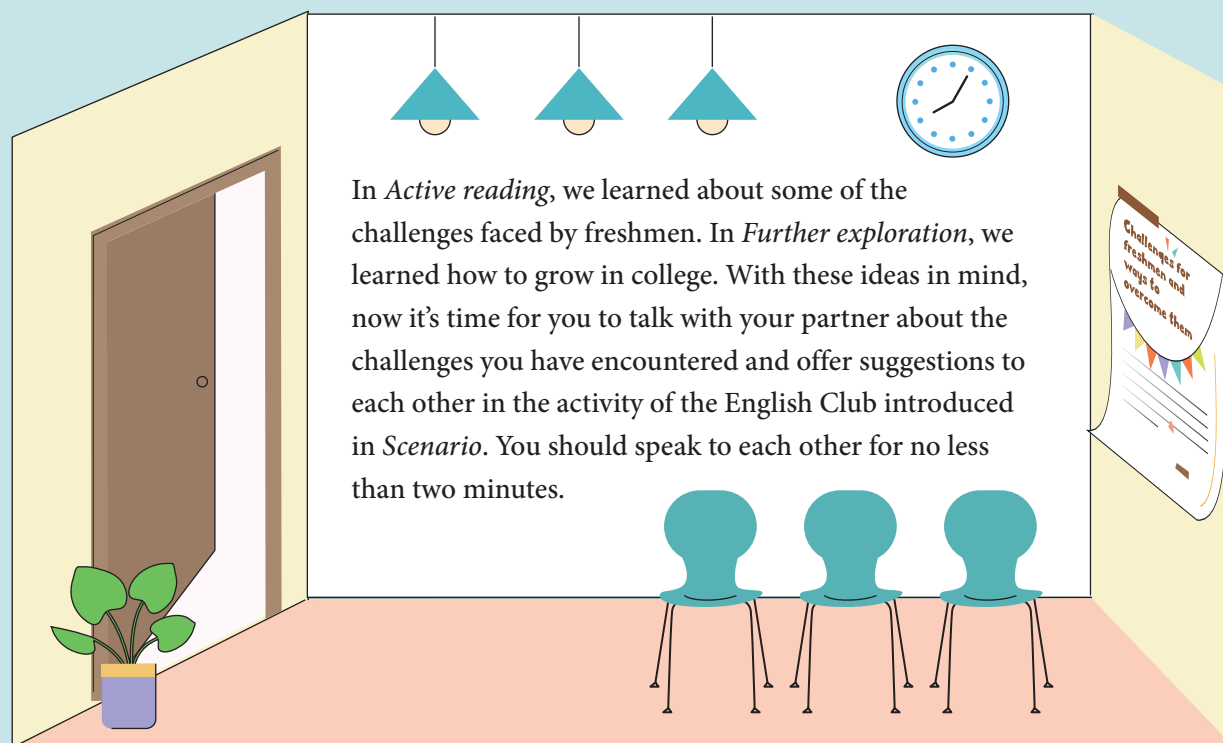 In Active reading, we learned about some of the
challenges faced by freshmen. In Further exploration, we
learned how to grow in college. With these ideas in mind,
now it’s time for you to talk with your partner about the
challenges you have encountered and offer suggestions to
each other in the activity of the English Club introduced
in Scenario. You should speak to each other for no less
than two minutes.
Challenges for
freshmen and
ways to
overcome them